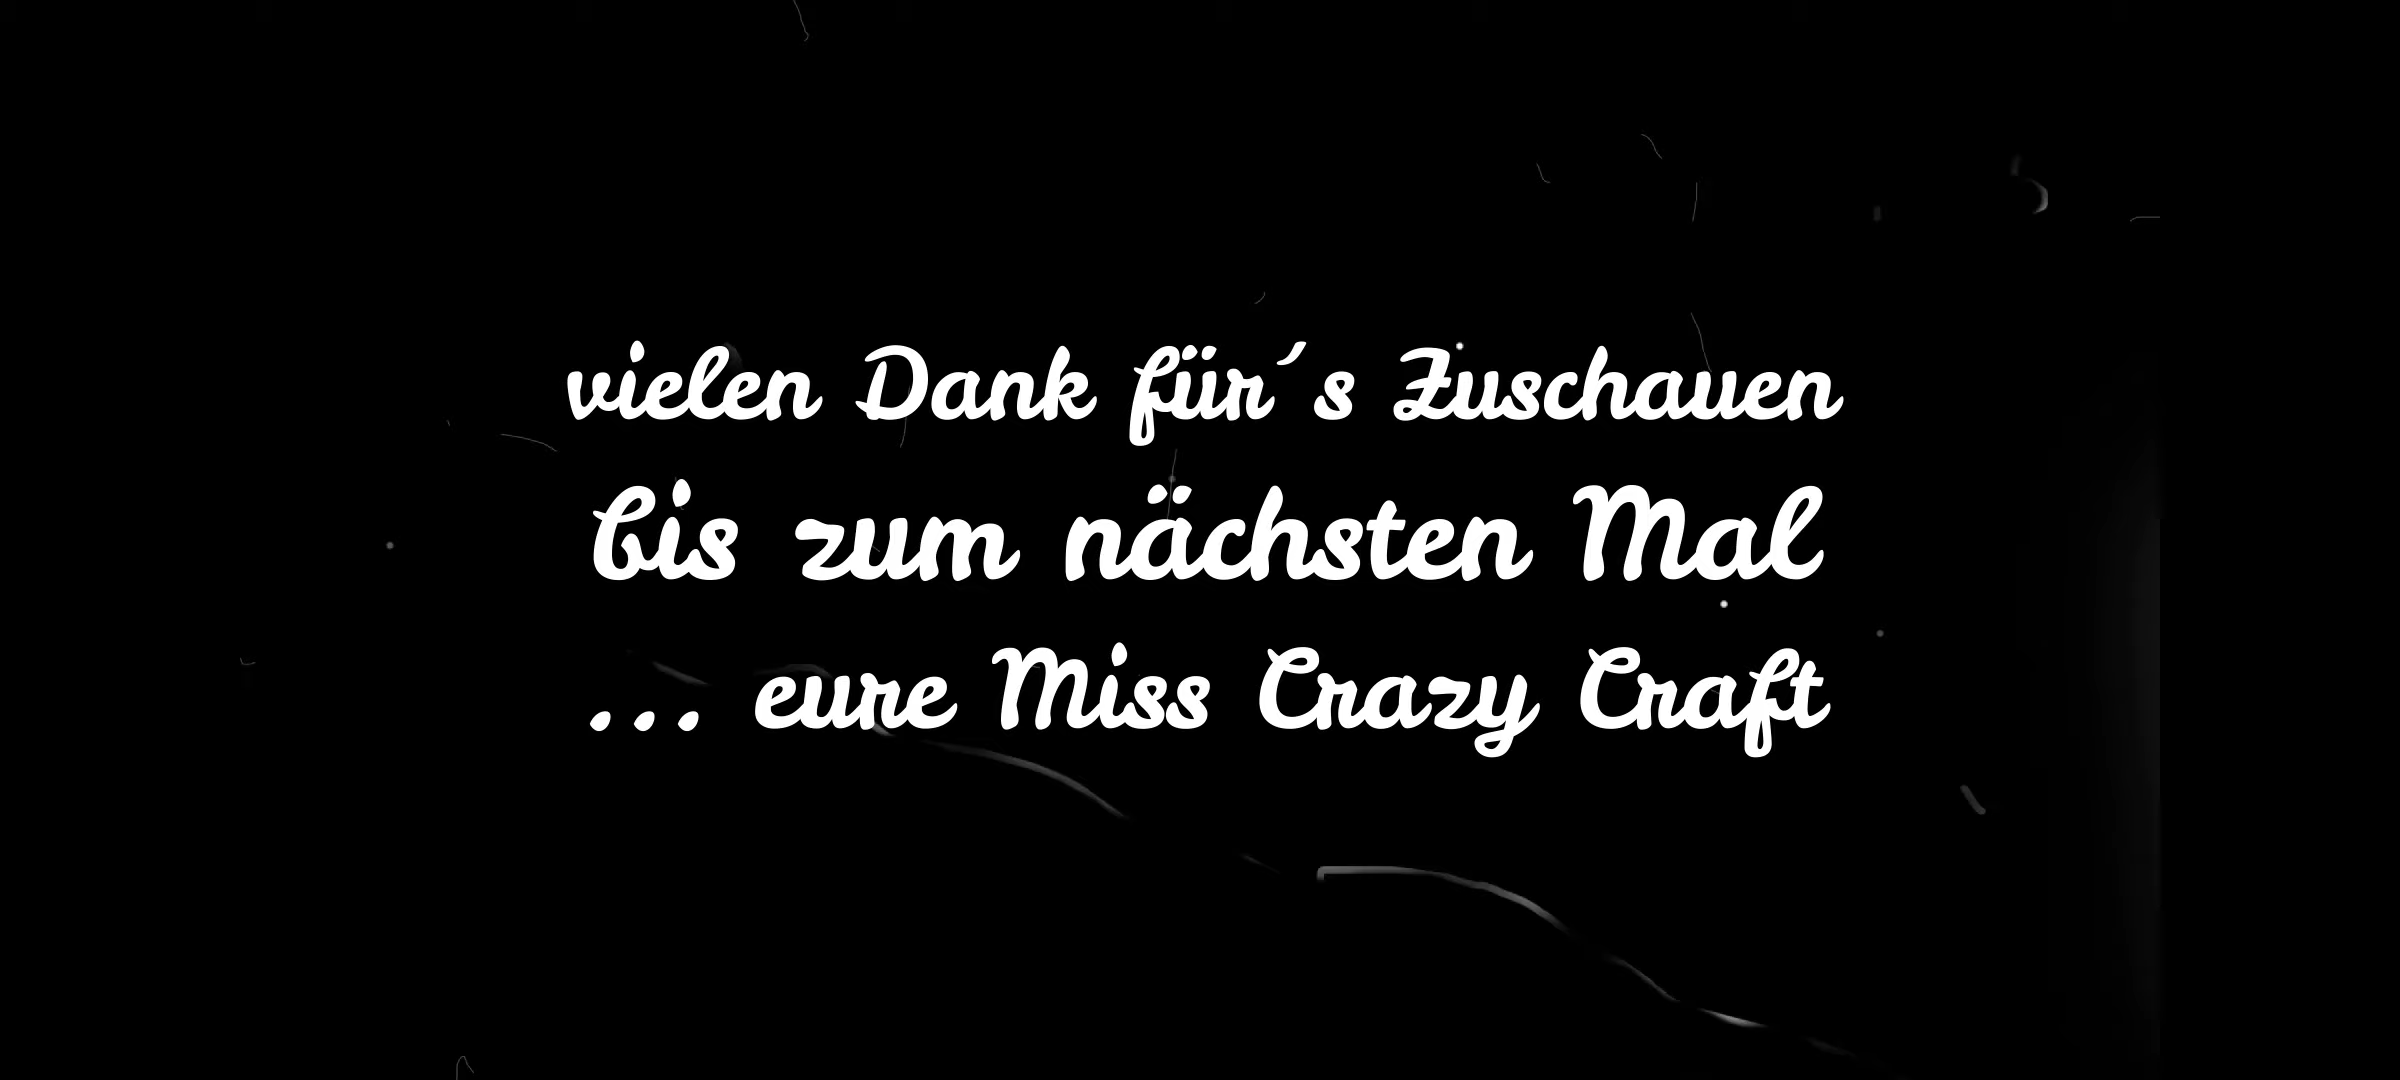 vielen Dank für´s Zuschauen
bis zum nächsten Mal
... eure Miss Crazy Craft